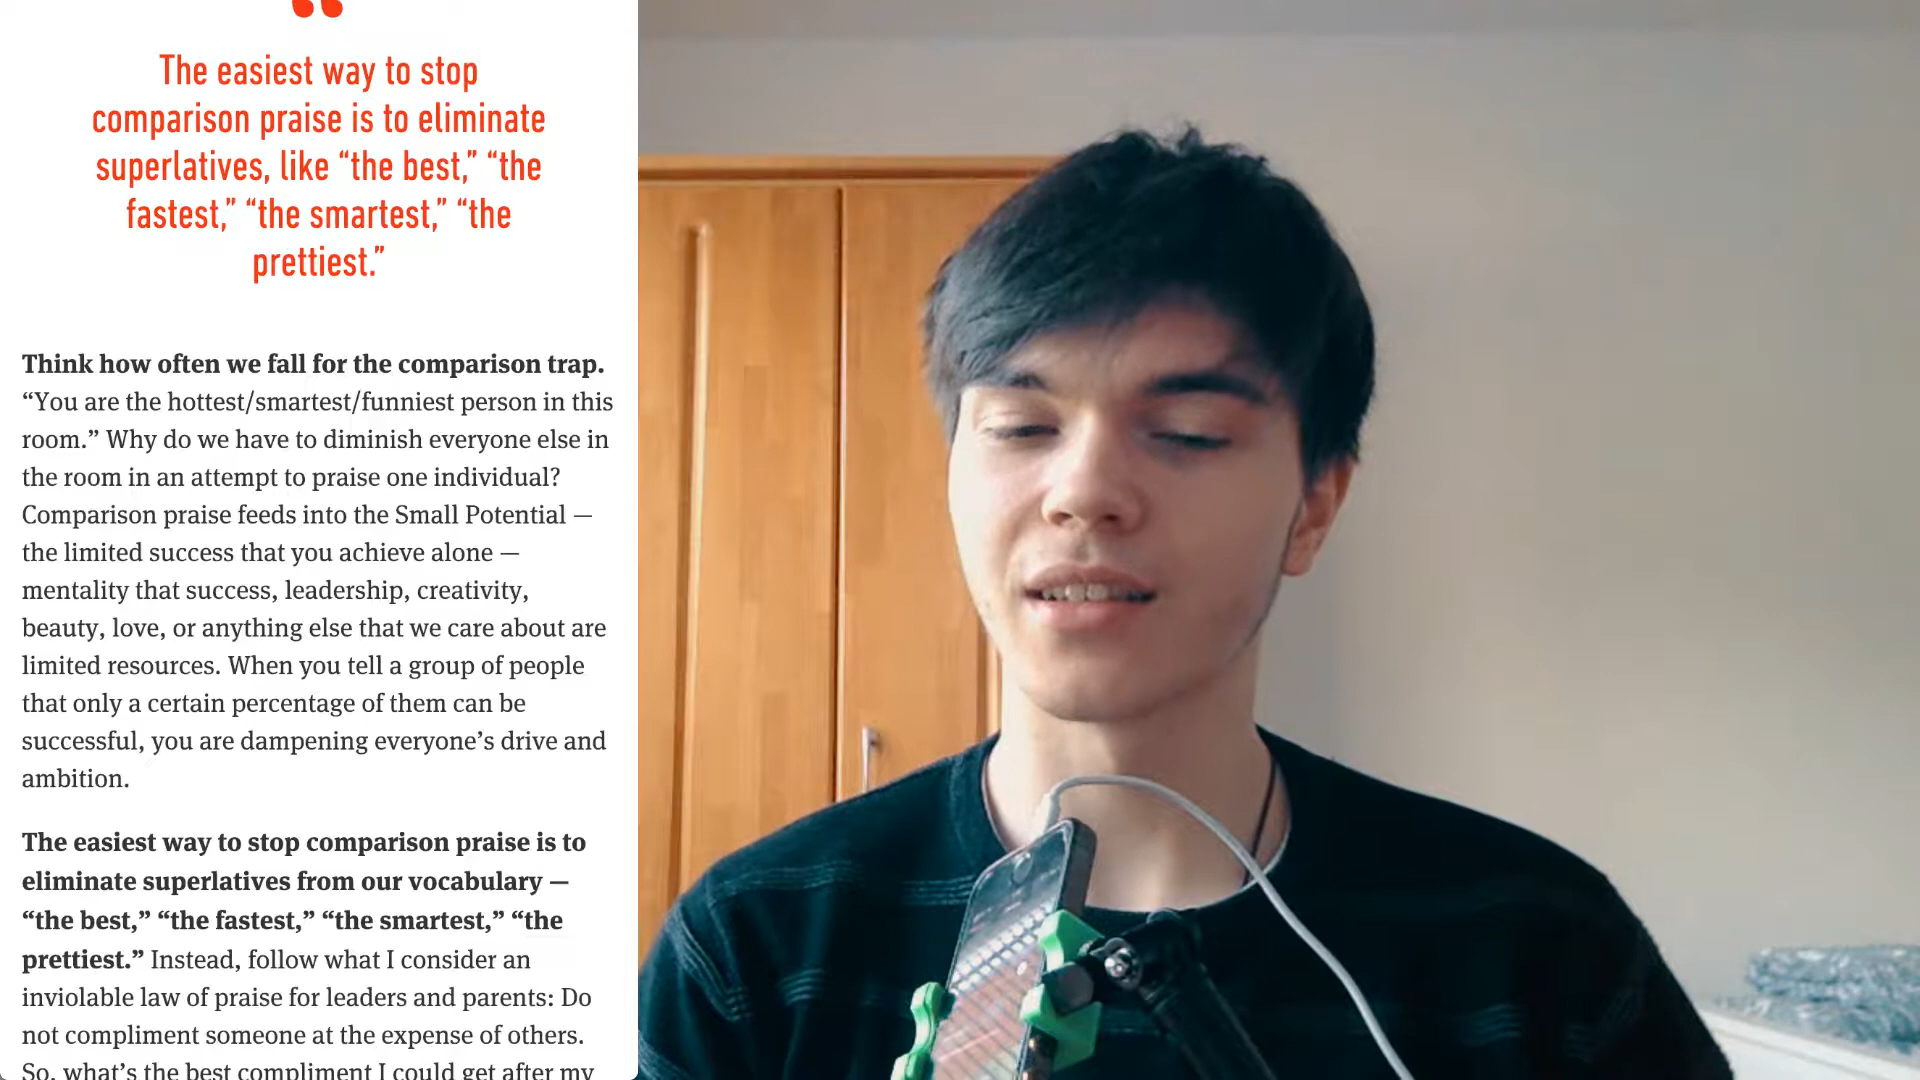 “
The easiest way to stop
comparison praise is to eliminate
superlatives, like “the best,” “the
fastest,” “the smartest,” “the
prettiest.”
Think how often we fall for the comparison trap.
“You are the hottest/smartest/funniest person in this
room.” Why do we have to diminish everyone else in
the room in an attempt to praise one individual?
Comparison praise feeds into the Small Potential —
the limited success that you achieve alone —
mentality that success, leadership, creativity,
beauty, love, or anything else that we care about are
limited resources. When you tell a group of people
that only a certain percentage of them can be
successful, you are dampening everyone’s drive and
ambition.
The easiest way to stop comparison praise is to
eliminate superlatives from our vocabulary —
“the best,” “the fastest,” “the smartest,” “the
prettiest.” Instead, follow what I consider an
inviolable law of praise for leaders and parents: Do
not compliment someone at the expense of others.
So, what’s the best compliment I could get after my